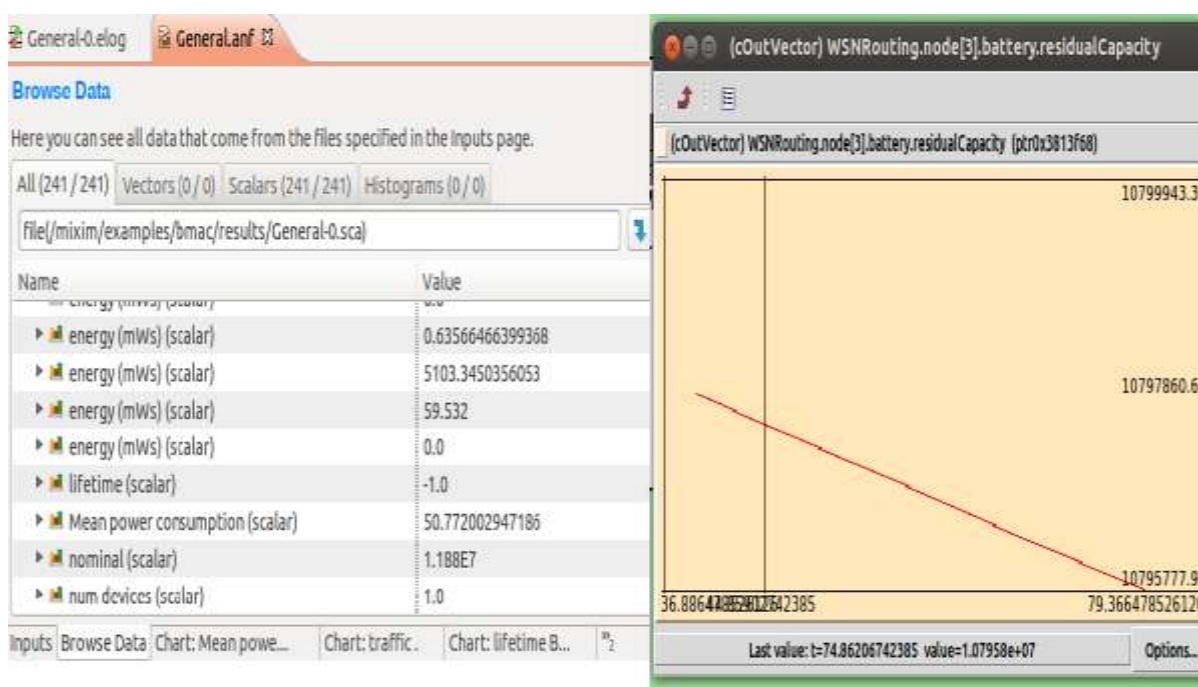 General-0.elog
General.anf
Browse Data
Here you can see all data that come from the files specified in the Inputs page.
All (241 / 241) Vectors (0 / 0) Scalars (241 / 241) Histograms (0 / 0)
file(/mixim/examples/bmac/results/General-0.sca)
Name Value
energy (mWs) (scalar) 0.0
energy (mWs) (scalar) 0.63566466399368
energy (mWs) (scalar) 5103.3450356053
energy (mWs) (scalar) 59.532
energy (mWs) (scalar) 0.0
lifetime (scalar) -1.0
Mean power consumption (scalar) 50.772002947186
nominal (scalar) 1.188E7
num devices (scalar) 1.0
Inputs Browse Data Chart: Mean powe... Chart: traffic. Chart: lifetime B... "2
(cOutVector) WSNRouting.node[3].battery.residualCapacity
(cOutVector) WSNRouting.node[3].battery.residualCapacity (ptr0x3813f68)
10799943.3
10797860.6
10795777.9
79.366478526120
Last value: t=74.86206742385 value=1.07958e+07
Options...